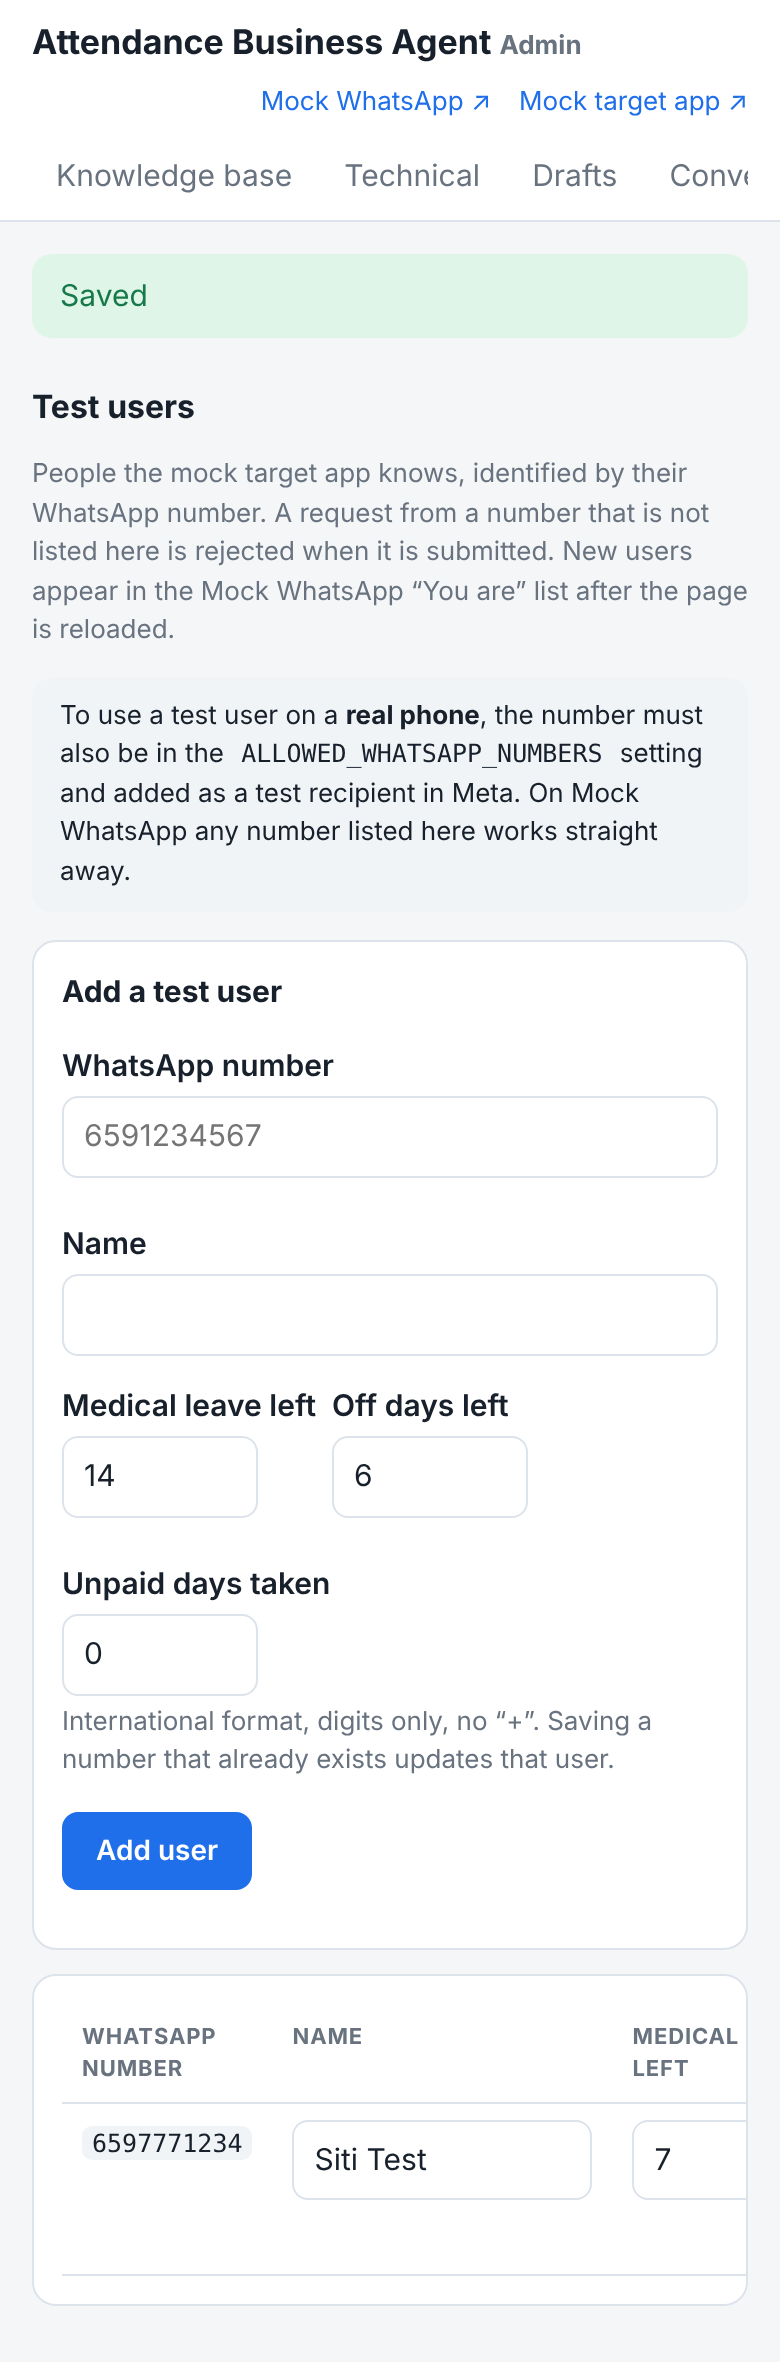 Attendance Business Agent Admin
Mock WhatsApp ↗ Mock target app ↗
Knowledge base Technical Drafts Conve
Saved
Test users
People the mock target app knows, identified by their
WhatsApp number. A request from a number that is not
listed here is rejected when it is submitted. New users
appear in the Mock WhatsApp “You are” list after the page
is reloaded.
To use a test user on a real phone, the number must
also be in the ALLOWED_WHATSAPP_NUMBERS setting
and added as a test recipient in Meta. On Mock
WhatsApp any number listed here works straight
away.
Add a test user
WhatsApp number
6591234567
Name
Medical leave left Off days left
14 6
Unpaid days taken
0
International format, digits only, no “+”. Saving a
number that already exists updates that user.
Add user
WHATSAPP NAME MEDICAL
NUMBER LEFT
6597771234 Siti Test 7